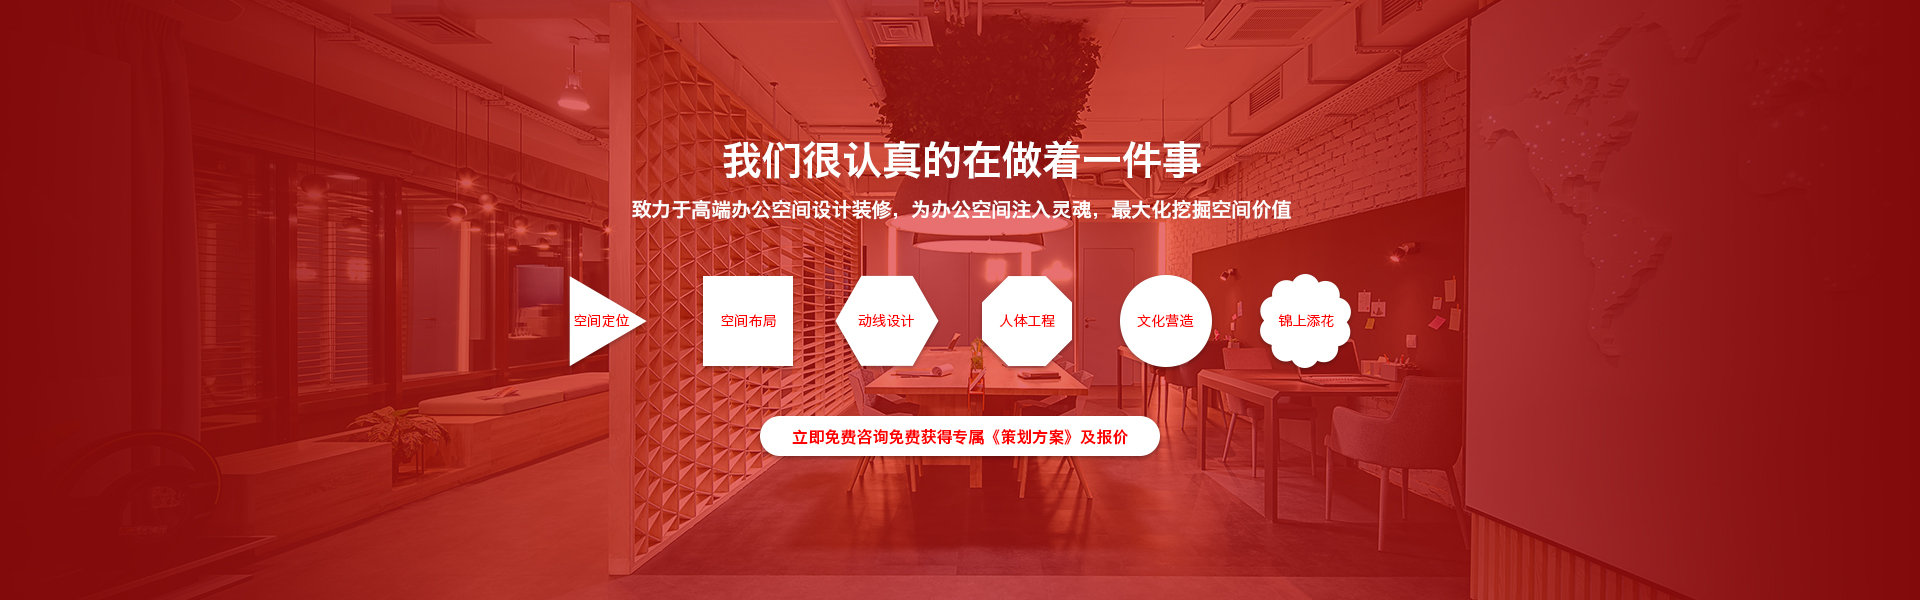 我们很认真的在做着一件事
致力于高端办公空间设计装修，为办公空间注入灵魂，最大化挖掘空间价值
空间定位 空间布局 动线设计 人体工程 文化营造 锦上添花
立即免费咨询免费获得专属《策划方案》及报价